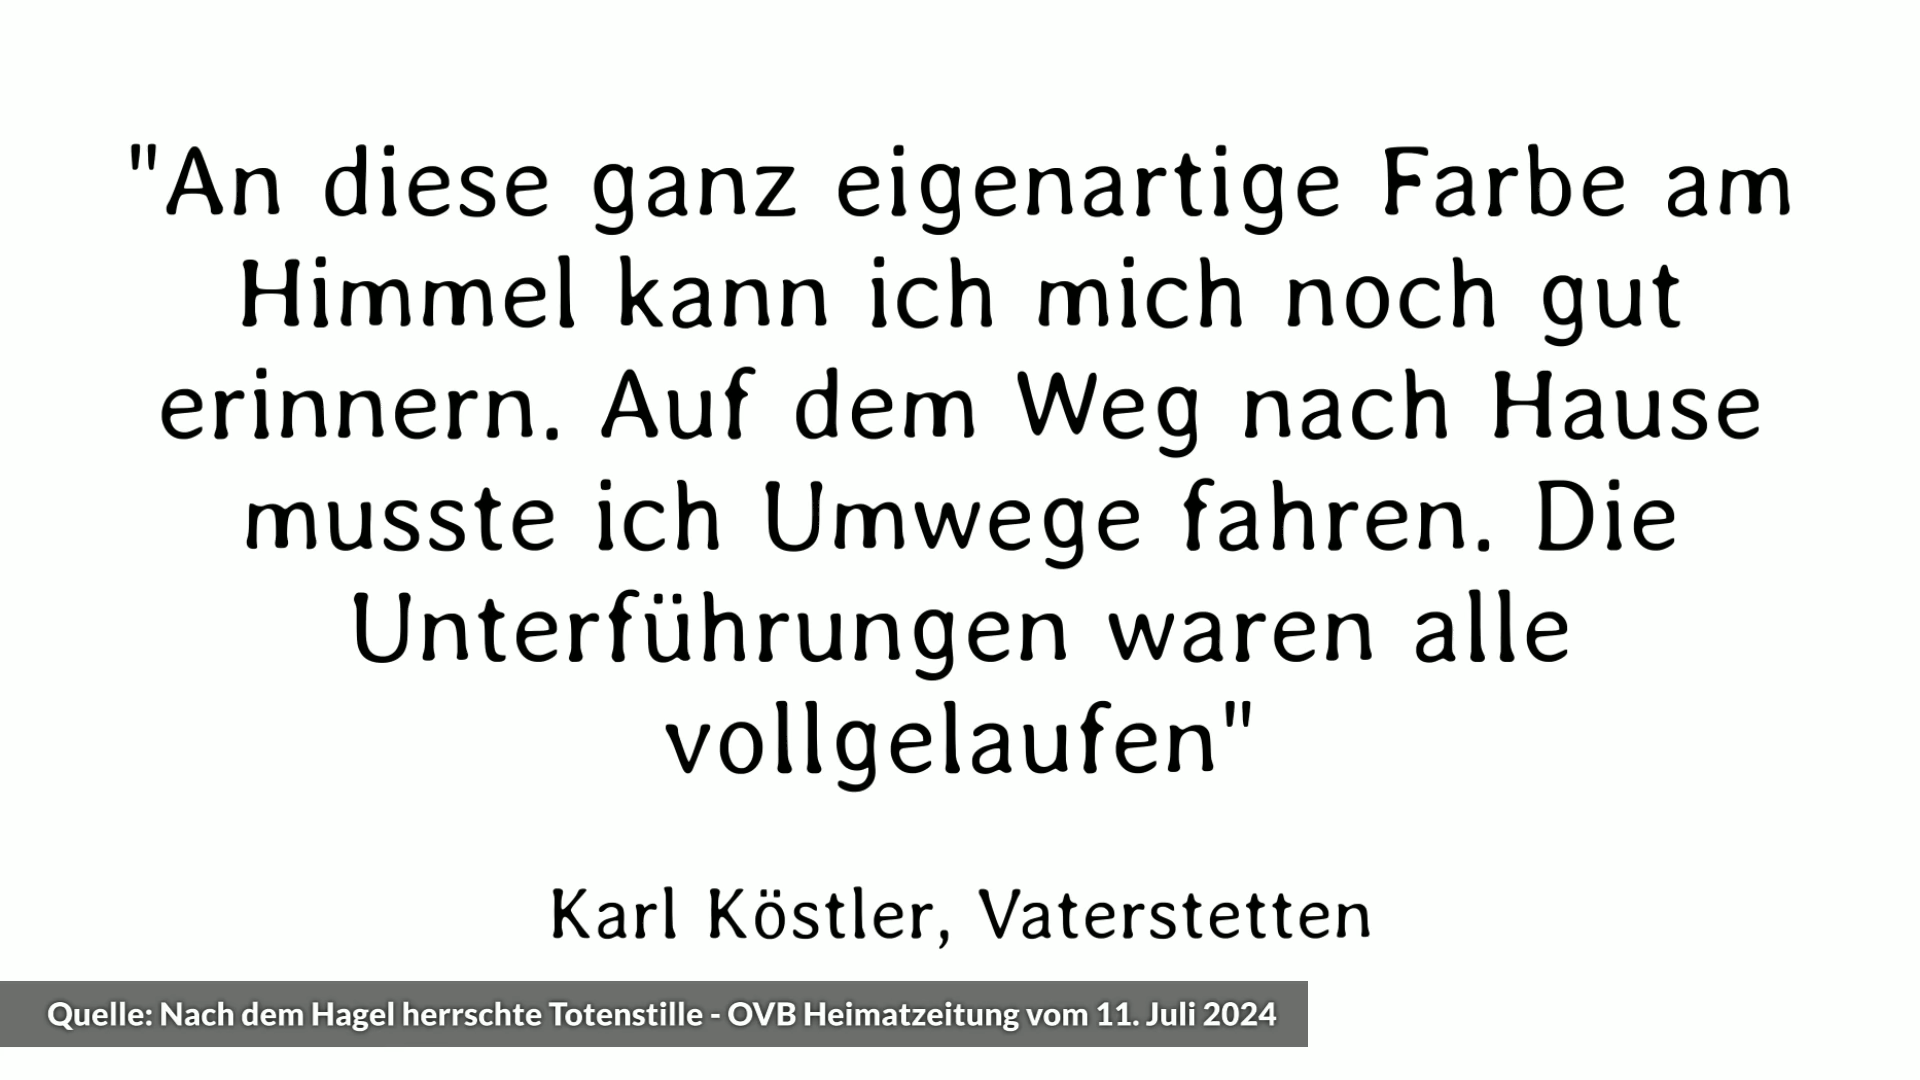 "An diese ganz eigenartige Farbe am
Himmel kann ich mich noch gut
erinnern. Auf dem Weg nach Hause
musste ich Umwege fahren. Die
Unterführungen waren alle
vollgelaufen"
Karl Köstler, Vaterstetten
Quelle: Nach dem Hagel herrschte Totenstille - OVB Heimatzeitung vom 11. Juli 2024